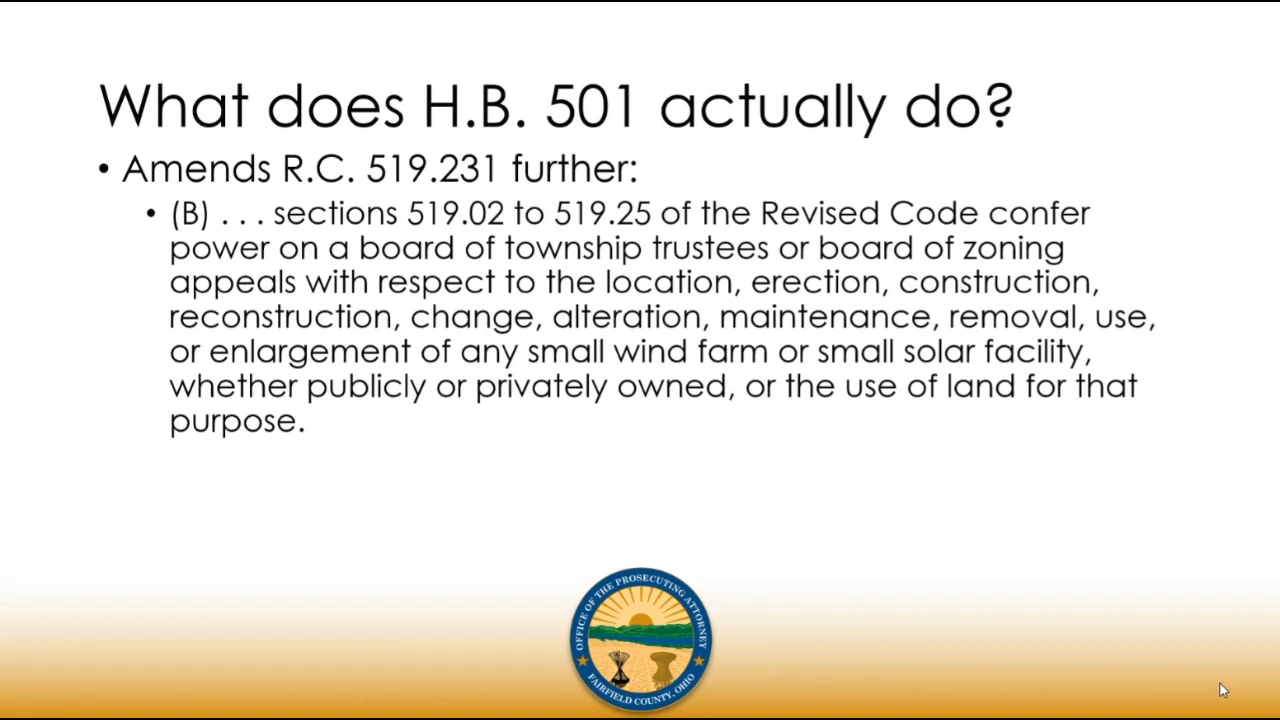 What does H.B. 501 actually do?
• Amends R.C. 519.231 further:
• (B) . . . sections 519.02 to 519.25 of the Revised Code confer
power on a board of township trustees or board of zoning
appeals with respect to the location, erection, construction,
reconstruction, change, alteration, maintenance, removal, use,
or enlargement of any small wind farm or small solar facility,
whether publicly or privately owned, or the use of land for that
purpose.
OFFICE OF THE PROSECUTING ATTORNEY
FAIRFIELD COUNTY, OHIO